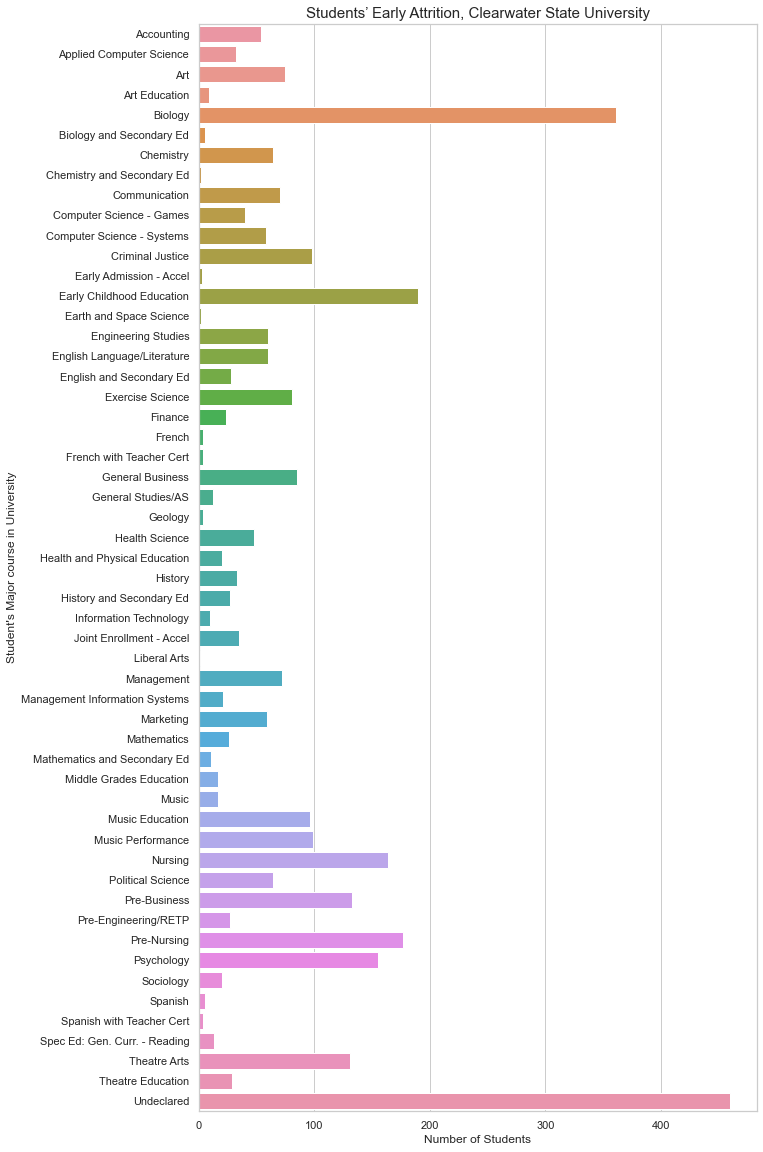 Students’ Early Attrition, Clearwater State University
Accounting
Applied Computer Science
Art
Art Education
Biology
Biology and Secondary Ed
Chemistry
Chemistry and Secondary Ed
Communication
Computer Science - Games
Computer Science - Systems
Criminal Justice
Early Admission - Accel
Early Childhood Education
Earth and Space Science
Engineering Studies
English Language/Literature
English and Secondary Ed
Exercise Science
Finance
French
French with Teacher Cert
General Business
General Studies/AS
Geology
Health Science
Health and Physical Education
History
History and Secondary Ed
Information Technology
Joint Enrollment - Accel
Liberal Arts
Management
Management Information Systems
Marketing
Mathematics
Mathematics and Secondary Ed
Middle Grades Education
Music
Music Education
Music Performance
Nursing
Political Science
Pre-Business
Pre-Engineering/RETP
Pre-Nursing
Psychology
Sociology
Spanish
Spanish with Teacher Cert
Spec Ed: Gen. Curr. - Reading
Theatre Arts
Theatre Education
Undeclared
Student's Major course in University
0 100 200 300 400
Number of Students